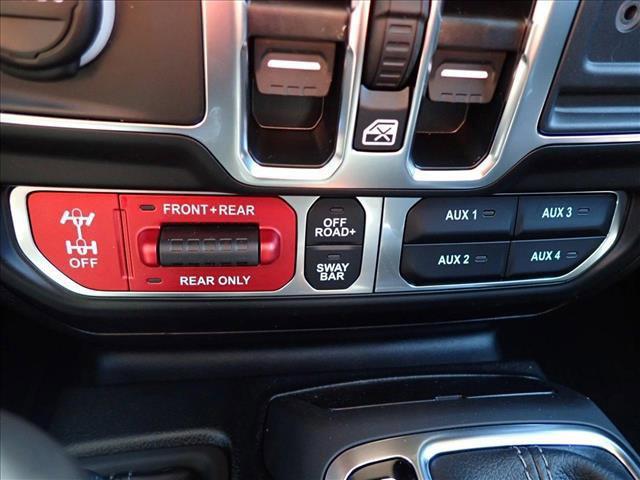 FRONT+REAR
OFF
REAR ONLY
OFF
ROAD+
SWAY
BAR
AUX 1
AUX 3
AUX 2
AUX 4